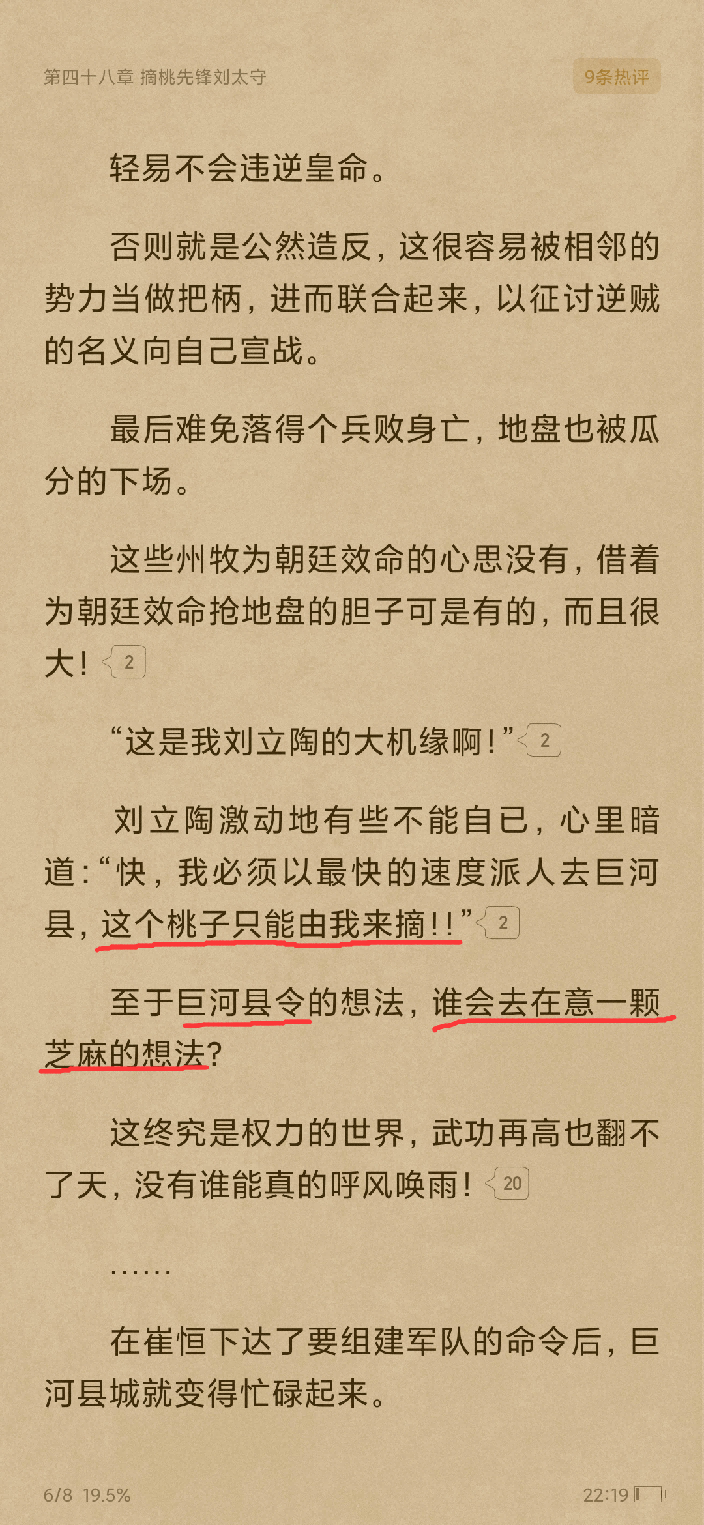 第四十八章 摘桃先锋刘太守
9条热评
轻易不会违逆皇命。
否则就是公然造反，这很容易被相邻的
势力当做把柄，进而联合起来，以征讨逆贼
的名义向自己宣战。
最后难免落得个兵败身亡，地盘也被瓜
分的下场。
这些州牧为朝廷效命的心思没有，借着
为朝廷效命抢地盘的胆子可是有的，而且很
大！ 2
“这是我刘立陶的大机缘啊！” 2
刘立陶激动地有些不能自已，心里暗
道：“快，我必须以最快的速度派人去巨河
县，这个桃子只能由我来摘！！” 2
至于巨河县令的想法，谁会去在意一颗
芝麻的想法？
这终究是权力的世界，武功再高也翻不
了天，没有谁能真的呼风唤雨！ 20
……
在崔恒下达了要组建军队的命令后，巨
河县城就变得忙碌起来。
6/8 19.5%
22:19